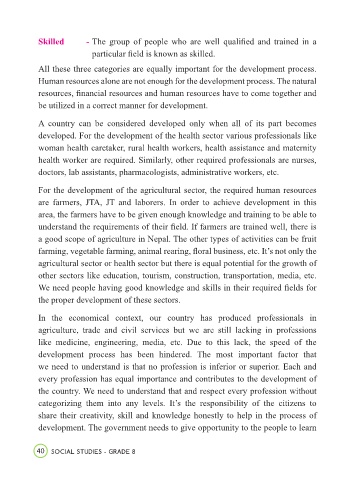 Skilled - The group of people who are well qualified and trained in a
particular field is known as skilled.
All these three categories are equally important for the development process.
Human resources alone are not enough for the development process. The natural
resources, financial resources and human resources have to come together and
be utilized in a correct manner for development.
A country can be considered developed only when all of its part becomes
developed. For the development of the health sector various professionals like
woman health caretaker, rural health workers, health assistance and maternity
health worker are required. Similarly, other required professionals are nurses,
doctors, lab assistants, pharmacologists, administrative workers, etc.
For the development of the agricultural sector, the required human resources
are farmers, JTA, JT and laborers. In order to achieve development in this
area, the farmers have to be given enough knowledge and training to be able to
understand the requirements of their field. If farmers are trained well, there is
a good scope of agriculture in Nepal. The other types of activities can be fruit
farming, vegetable farming, animal rearing, floral business, etc. It's not only the
agricultural sector or health sector but there is equal potential for the growth of
other sectors like education, tourism, construction, transportation, media, etc.
We need people having good knowledge and skills in their required fields for
the proper development of these sectors.
In the economical context, our country has produced professionals in
agriculture, trade and civil services but we are still lacking in professions
like medicine, engineering, media, etc. Due to this lack, the speed of the
development process has been hindered. The most important factor that
we need to understand is that no profession is inferior or superior. Each and
every profession has equal importance and contributes to the development of
the country. We need to understand that and respect every profession without
categorizing them into any levels. It's the responsibility of the citizens to
share their creativity, skill and knowledge honestly to help in the process of
development. The government needs to give opportunity to the people to learn
40 SOCIAL STUDIES - GRADE 8